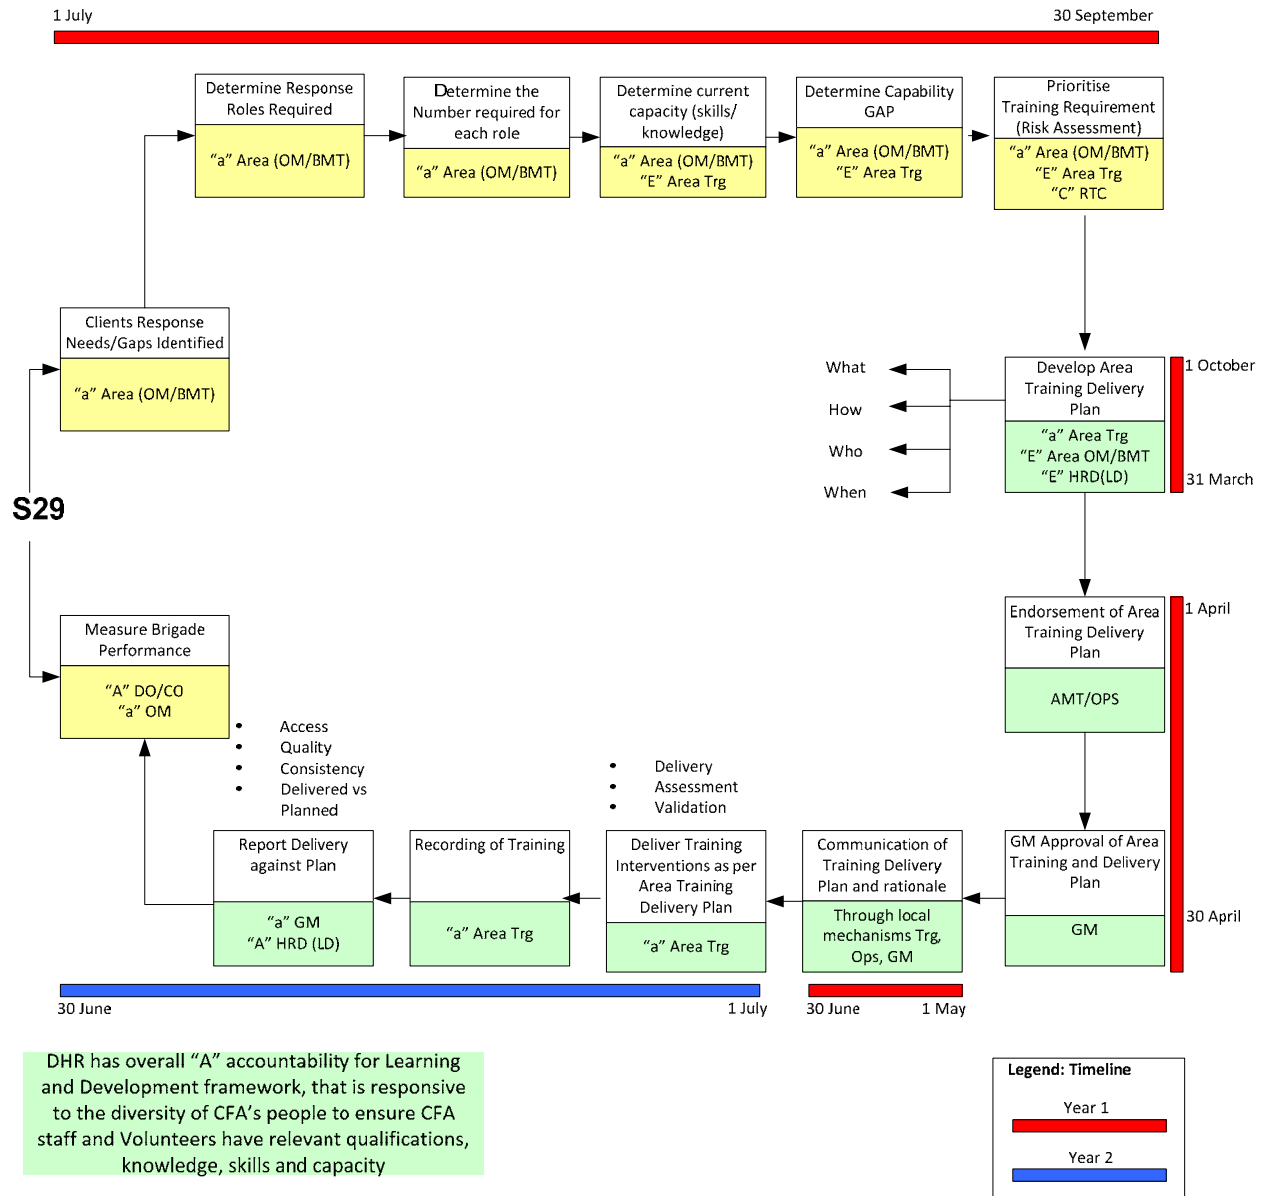 1 July
30 September
Determine Response
Roles Required
“a” Area (OM/BMT)
Determine the
Number required for
each role
“a” Area (OM/BMT)
Determine current
capacity (skills/
knowledge)
“a” Area (OM/BMT)
“E” Area Trg
Determine Capability
GAP
“a” Area (OM/BMT)
“E” Area Trg
Prioritise
Training Requirement
(Risk Assessment)
“a” Area (OM/BMT)
“E” Area Trg
“C” RTC
Clients Response
Needs/Gaps Identified
“a” Area (OM/BMT)
What
How
Who
When
Develop Area
Training Delivery
Plan
“a” Area Trg
“E” Area OM/BMT
“E” HRD(LD)
1 October
31 March
S29
Endorsement of Area
Training Delivery
Plan
AMT/OPS
1 April
Measure Brigade
Performance
“A” DO/CO
“a” OM
• Access
• Quality
• Consistency
• Delivered vs
Planned
• Delivery
• Assessment
• Validation
Report Delivery
against Plan
“a” GM
“A” HRD (LD)
Recording of Training
“a” Area Trg
Deliver Training
Interventions as per
Area Training
Delivery Plan
“a” Area Trg
Communication of
Training Delivery
Plan and rationale
Through local
mechanisms Trg,
Ops, GM
GM Approval of Area
Training and Delivery
Plan
GM
30 April
30 June
1 July
30 June
1 May
DHR has overall “A” accountability for Learning
and Development framework, that is responsive
to the diversity of CFA’s people to ensure CFA
staff and Volunteers have relevant qualifications,
knowledge, skills and capacity
Legend: Timeline
Year 1
Year 2